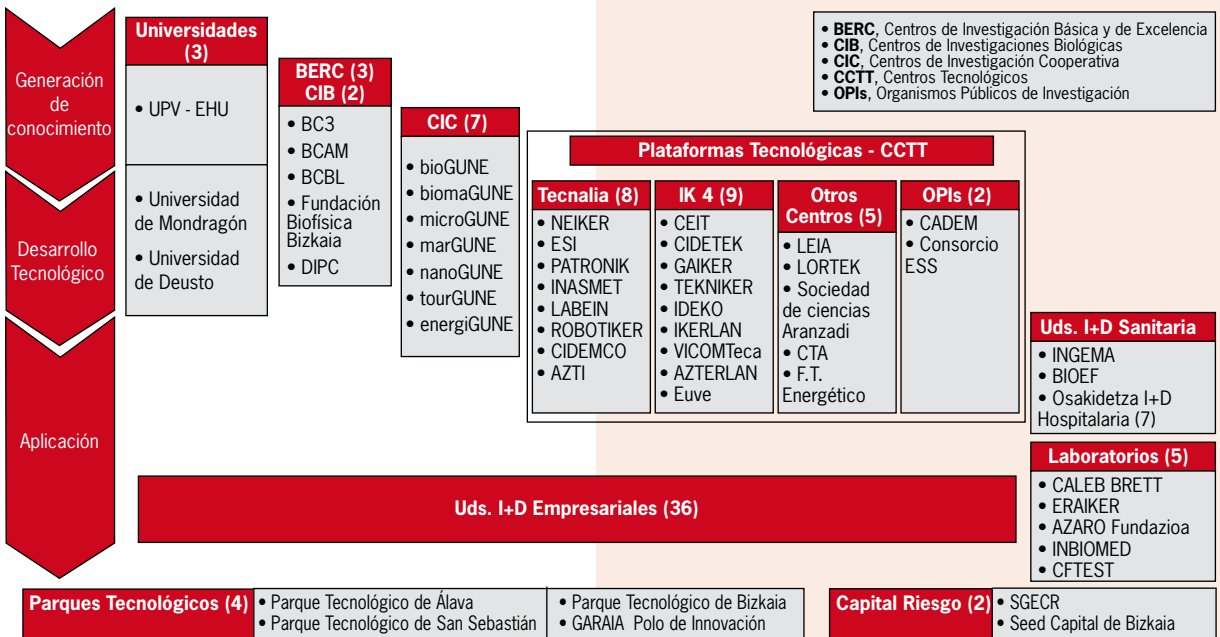 Generación
de
conocimiento
Desarrollo
Tecnológico
Aplicación
Universidades
(3)
• UPV - EHU
• Universidad
de Mondragón
• Universidad
de Deusto
BERC (3)
CIB (2)
• BC3
• BCAM
• BCBL
• Fundación
Biofísica
Bizkaia
• DIPC
CIC (7)
• bioGUNE
• biomaGUNE
• microGUNE
• marGUNE
• nanoGUNE
• tourGUNE
• energiGUNE
• BERC, Centros de Investigación Básica y de Excelencia
• CIB, Centros de Investigaciones Biológicas
• CIC, Centros de Investigación Cooperativa
• CCTT, Centros Tecnológicos
• OPIs, Organismos Públicos de Investigación
Plataformas Tecnológicas - CCTT
Tecnalia (8)
• NEIKER
• ESI
• PATRONIK
• INASMET
• LABEIN
• ROBOTIKER
• CIDEMCO
• AZTI
IK 4 (9)
• CEIT
• CIDETEK
• GAIKER
• TEKNIKER
• IDEKO
• IKERLAN
• VICOMTeca
• AZTERLAN
• Euve
Otros
Centros (5)
• LEIA
• LORTEK
• Sociedad
de ciencias
Aranzadi
• CTA
• F.T.
Energético
OPIs (2)
• CADEM
• Consorcio
ESS
Uds. I+D Sanitaria
• INGEMA
• BIOEF
• Osakidetza I+D
Hospitalaria (7)
Laboratorios (5)
• CALEB BRETT
• ERAIKER
• AZARO Fundazioa
• INBIOMED
• CFTEST
Uds. I+D Empresariales (36)
Parques Tecnológicos (4)
• Parque Tecnológico de Álava
• Parque Tecnológico de San Sebastián
• Parque Tecnológico de Bizkaia
• GARAIA Polo de Innovación
Capital Riesgo (2)
• SGECR
• Seed Capital de Bizkaia